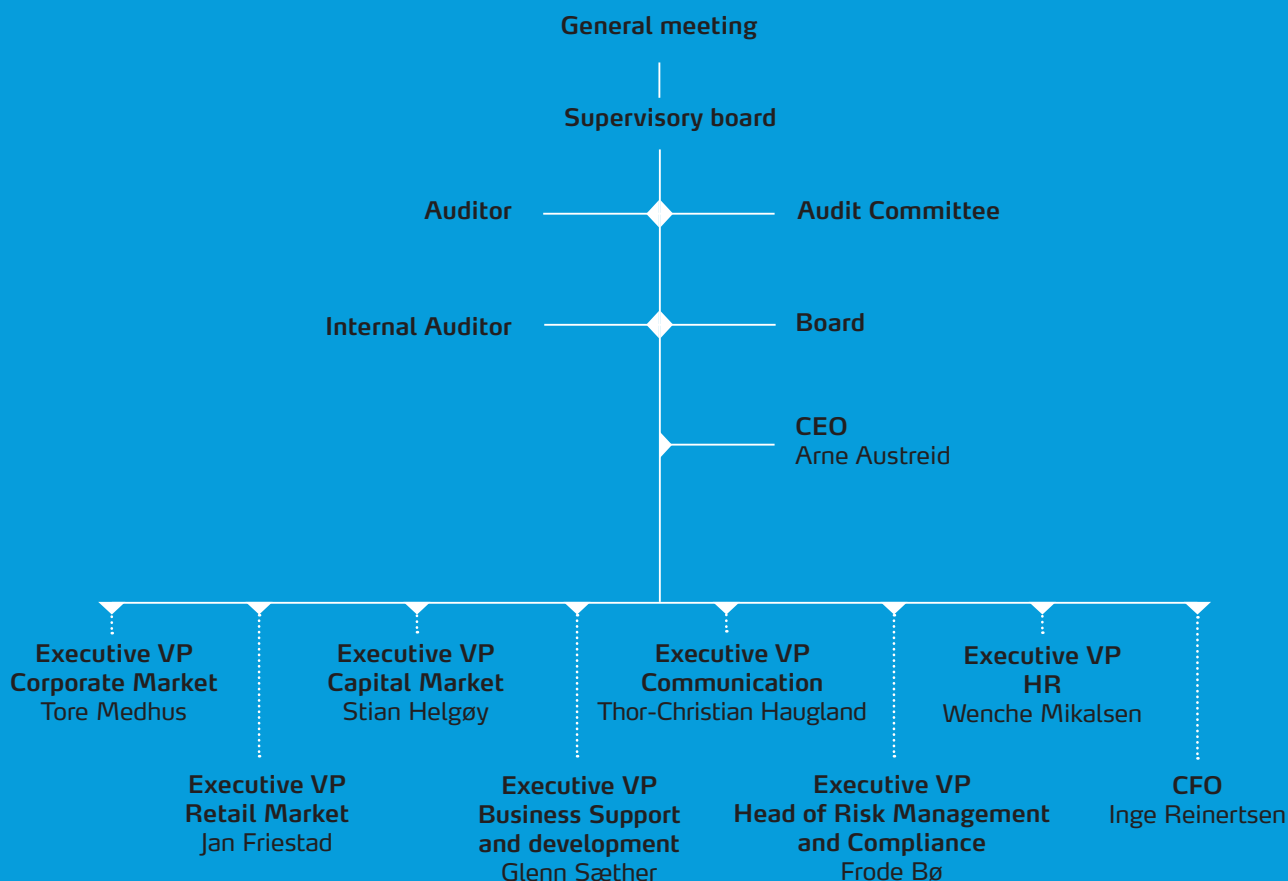 General meeting
Supervisory board
Auditor
Audit Committee
Internal Auditor
Board
CEO
Arne Austreid
Executive VP
Corporate Market
Tore Medhus
Executive VP
Capital Market
Stian Helgøy
Executive VP
Communication
Thor-Christian Haugland
Executive VP
HR
Wenche Mikalsen
Executive VP
Retail Market
Jan Friestad
Executive VP
Business Support
and development
Glenn Sæther
Executive VP
Head of Risk Management
and Compliance
Frode Bø
CFO
Inge Reinertsen